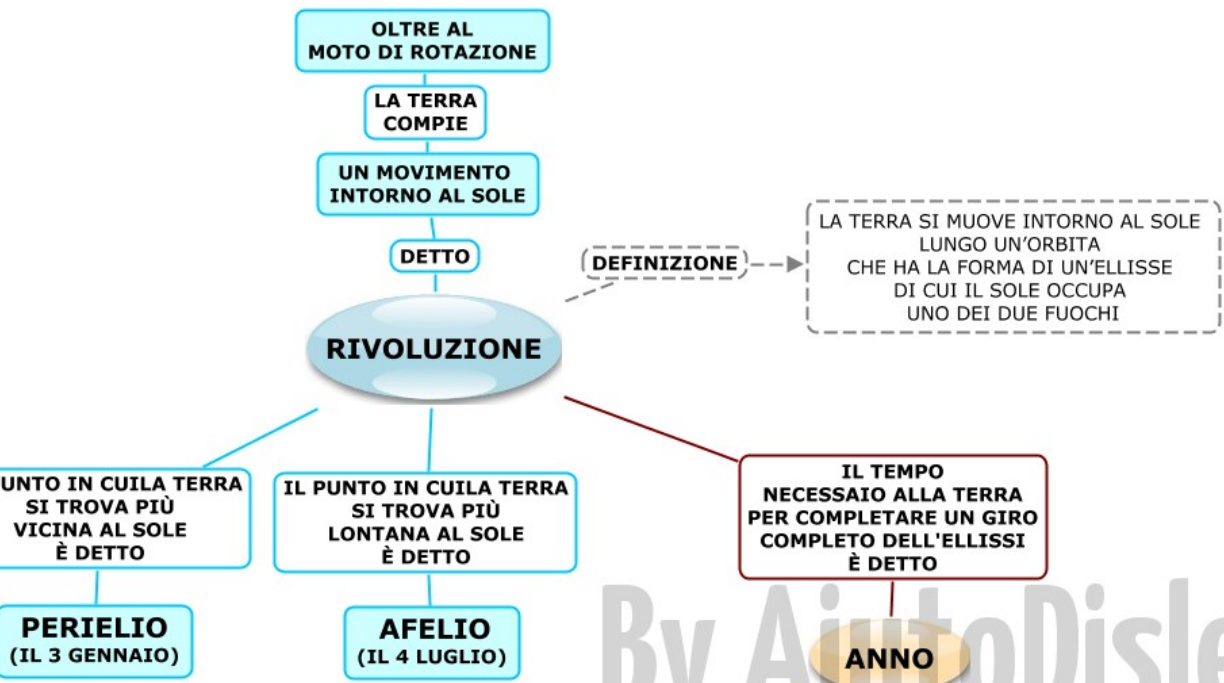 OLTRE AL
MOTO DI ROTAZIONE
LA TERRA
COMPIE
UN MOVIMENTO
INTORNO AL SOLE
DETTO
RIVOLUZIONE
DEFINIZIONE
LA TERRA SI MUOVE INTORNO AL SOLE
LUNGO UN'ORBITA
CHE HA LA FORMA DI UN'ELLISSE
DI CUI IL SOLE OCCUPA
UNO DEI DUE FUOCHI
UNTO IN CUILA TERRA
SI TROVA PIÙ
VICINA AL SOLE
È DETTO
PERIELIO
(IL 3 GENNAIO)
IL PUNTO IN CUILA TERRA
SI TROVA PIÙ
LONTANA AL SOLE
È DETTO
AFELIO
(IL 4 LUGLIO)
IL TEMPO
NECESSAIO ALLA TERRA
PER COMPLETARE UN GIRO
COMPLETO DELL'ELLISSI
È DETTO
ANNO
By AiutoDisle